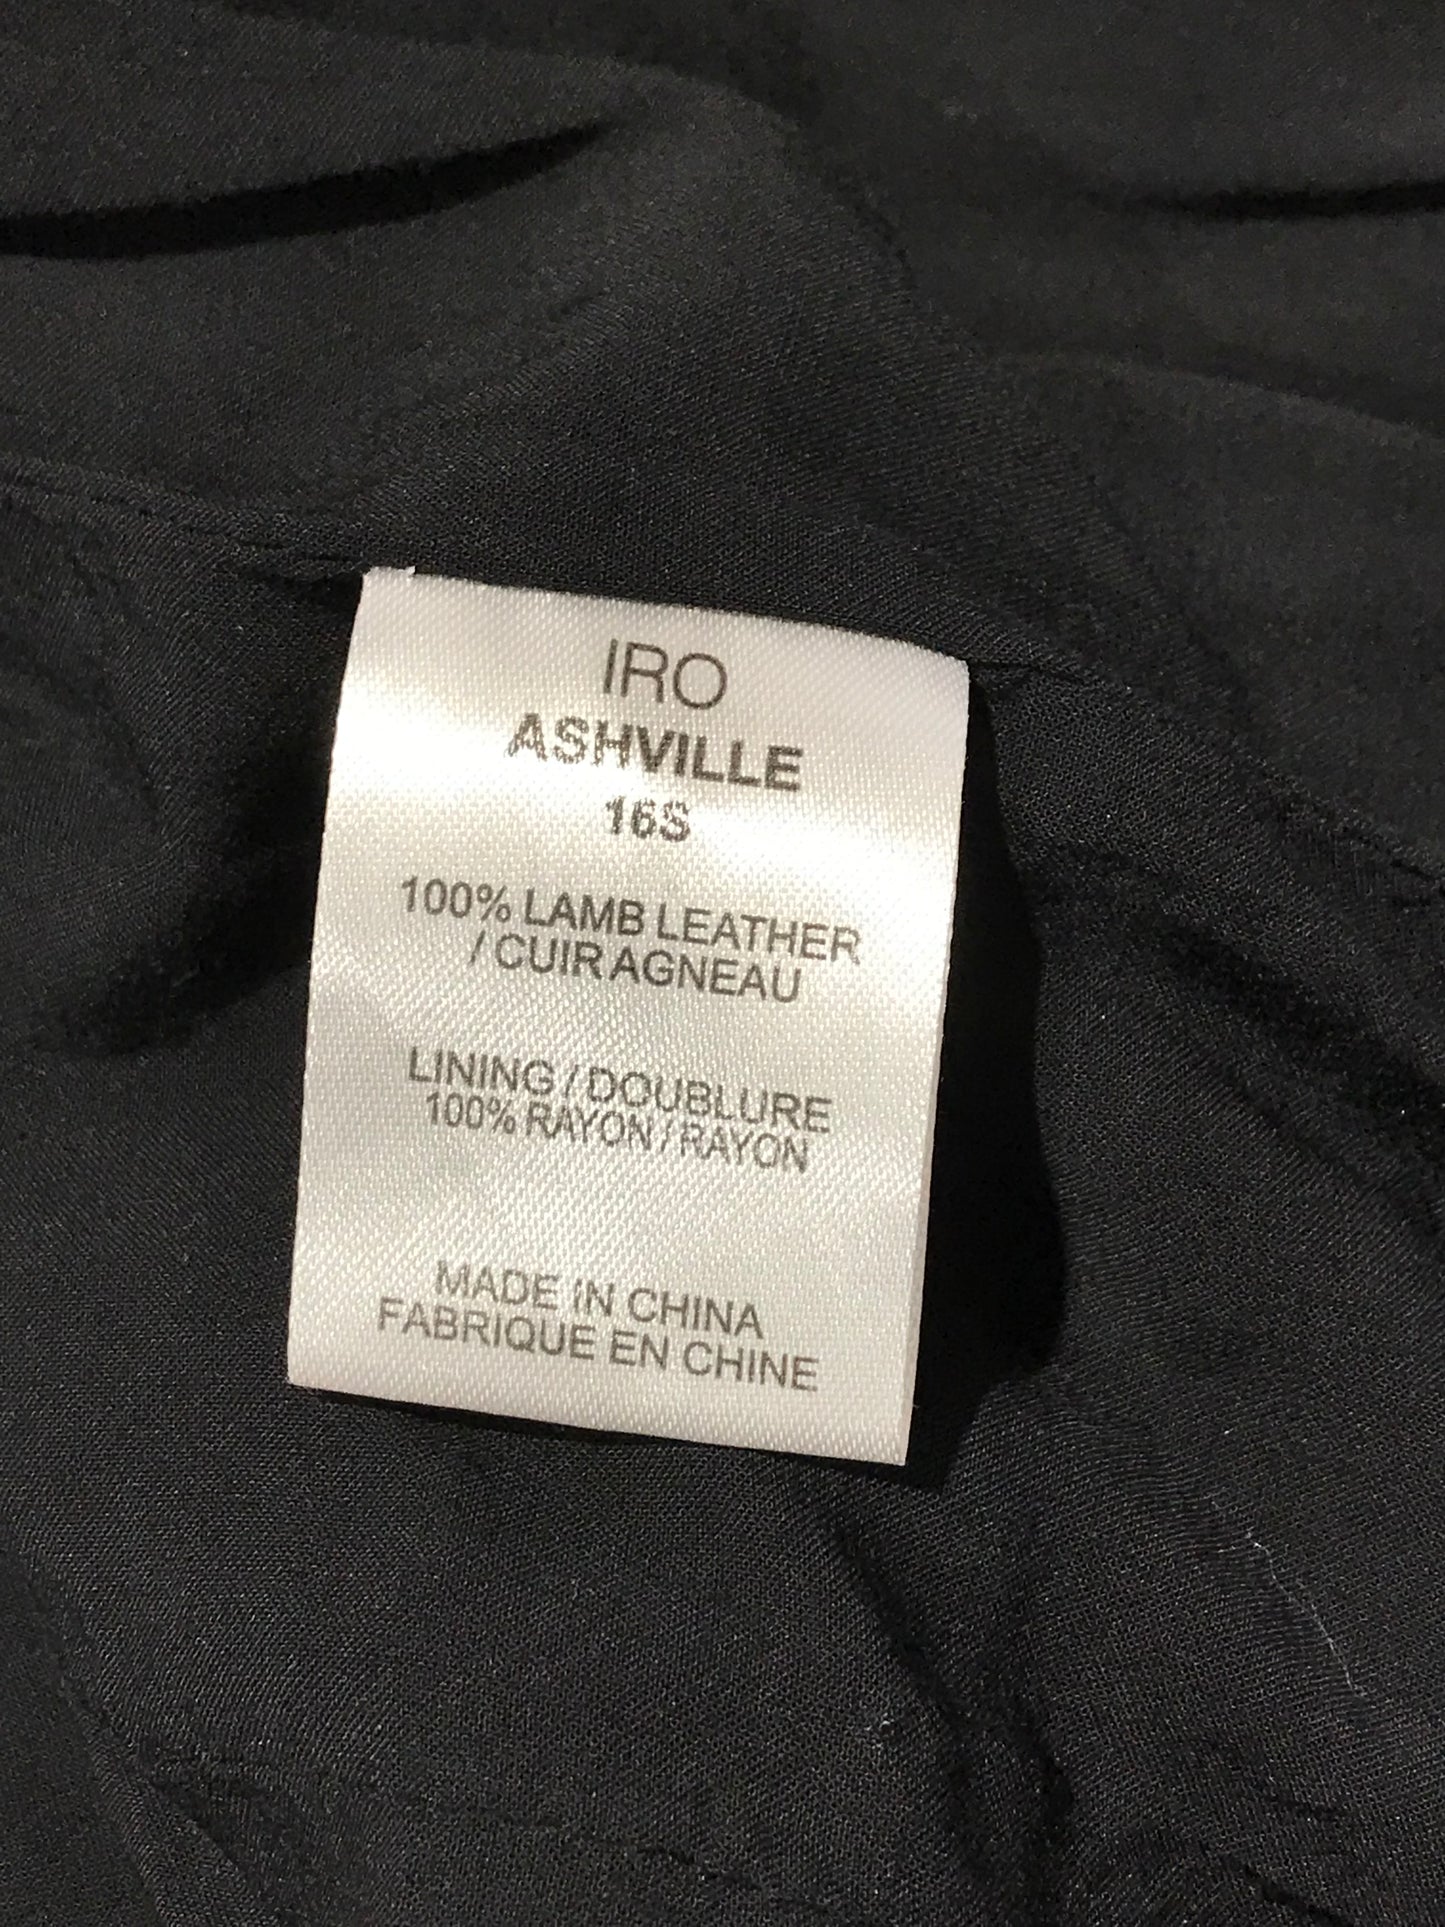 IRO
ASHVILLE
16S
100% LAMB LEATHER
/ CUIR AGNEAU
LINING / DOUBLURE
100% RAYON / RAYON
MADE IN CHINA
FABRIQUE EN CHINE